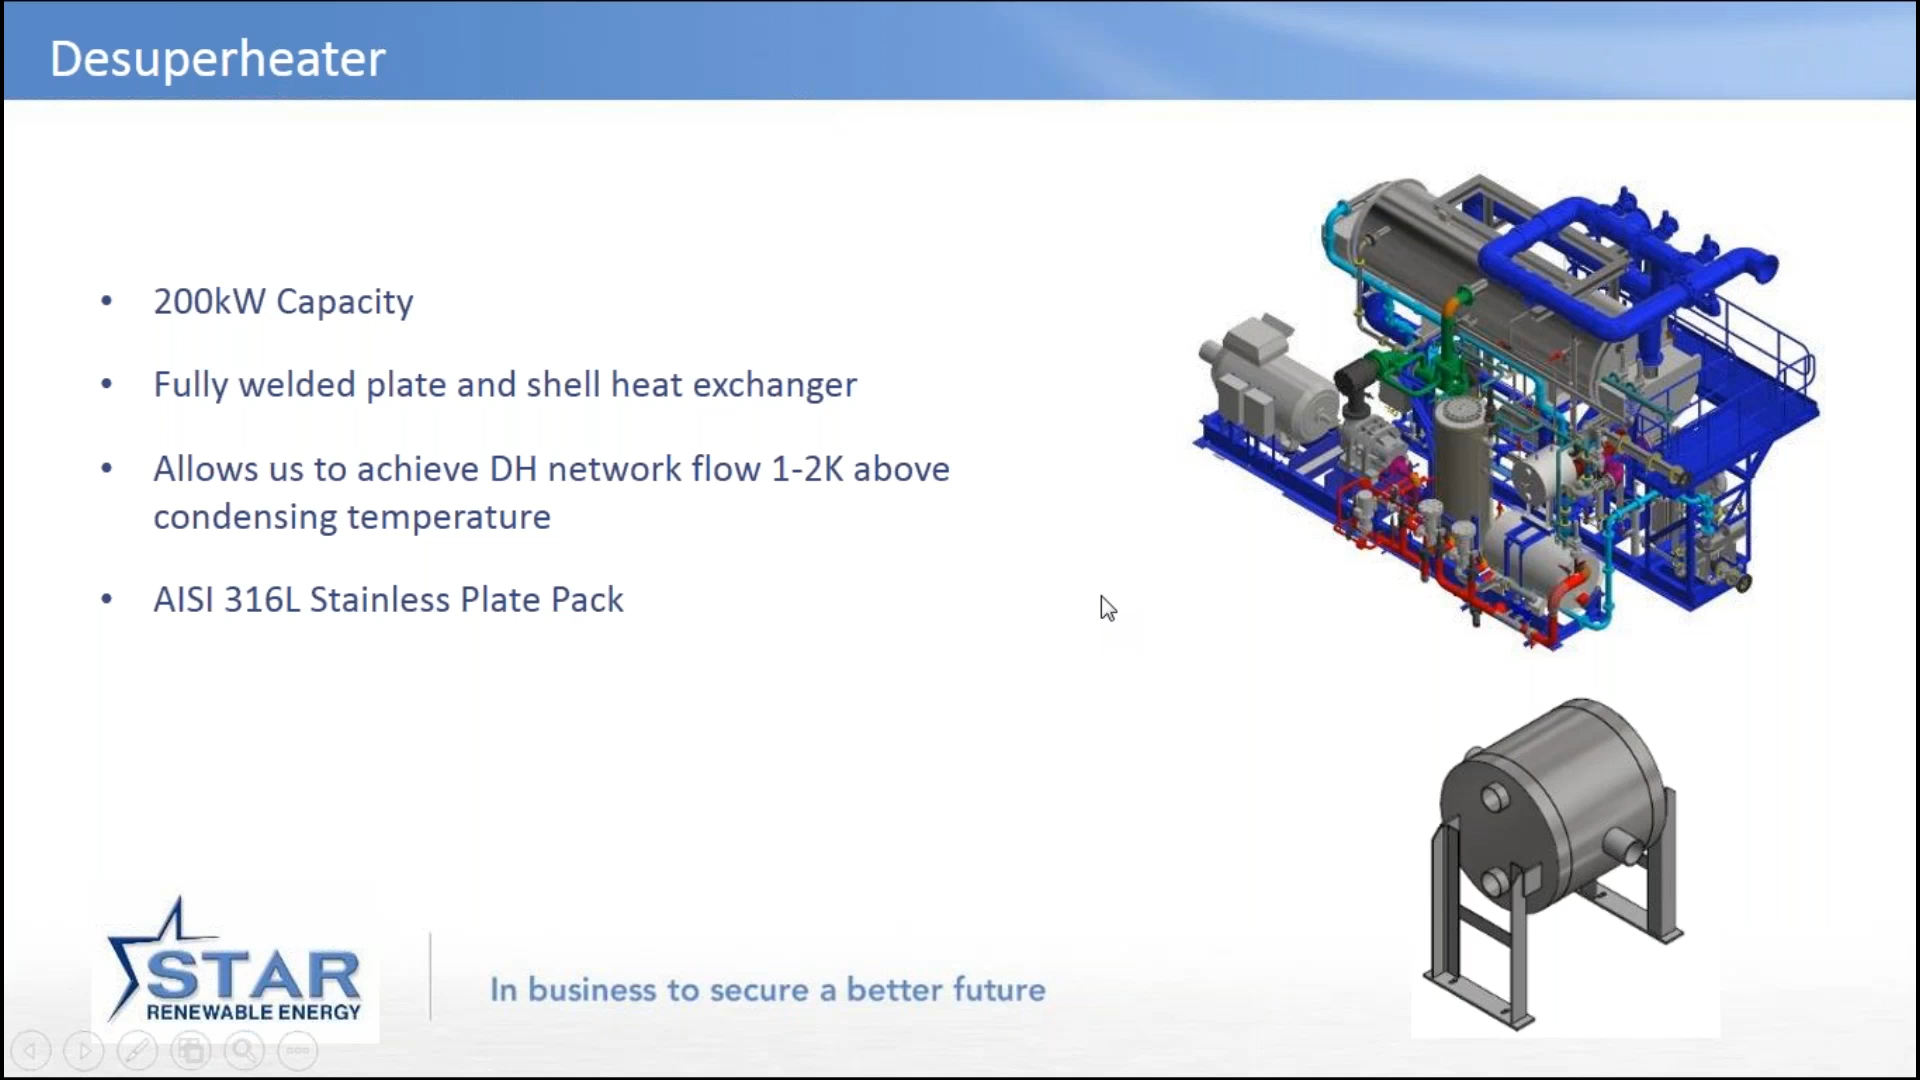 Desuperheater
• 200kW Capacity
• Fully welded plate and shell heat exchanger
• Allows us to achieve DH network flow 1-2K above
condensing temperature
• AISI 316L Stainless Plate Pack
STAR
RENEWABLE ENERGY
In business to secure a better future